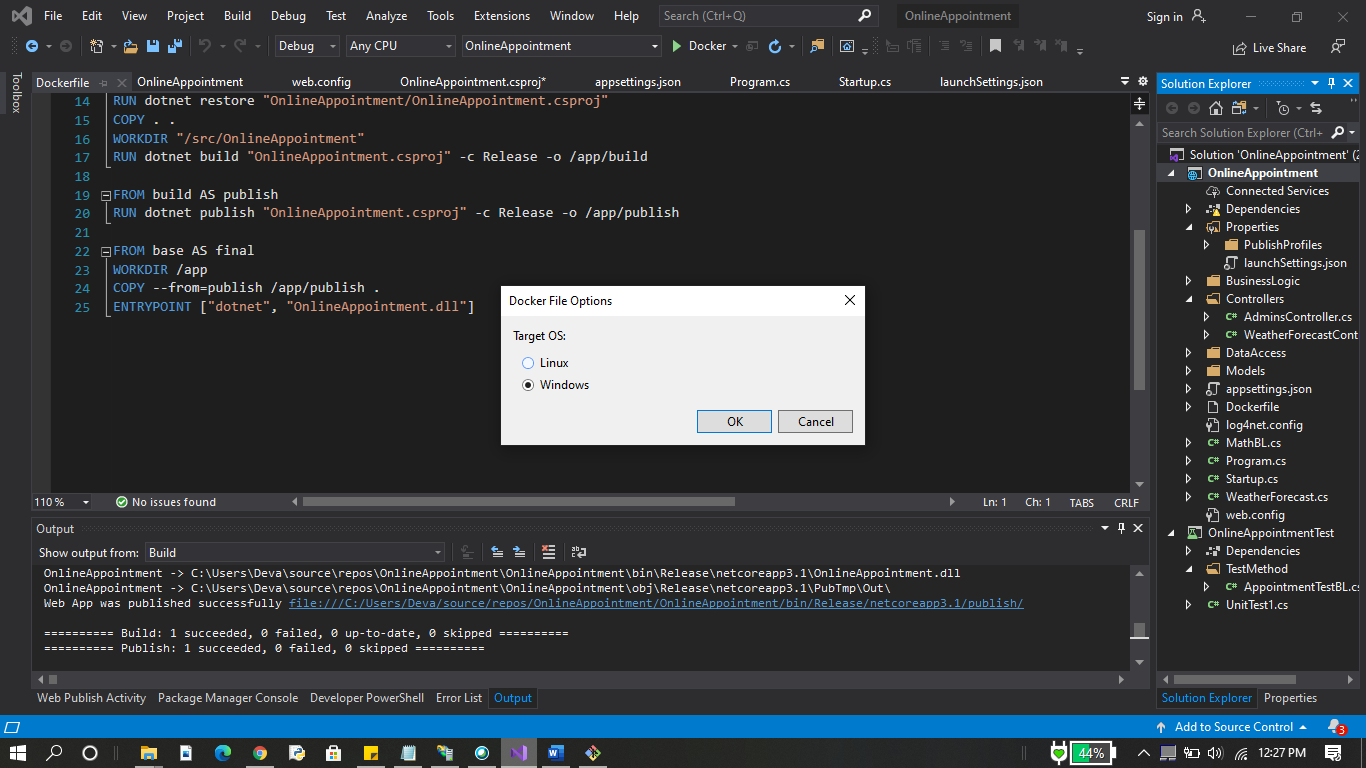 File Edit View Project Build Debug Test Analyze Tools Extensions Window Help Search (Ctrl+Q) OnlineAppointment Sign in
Debug Any CPU OnlineAppointment Docker Live Share
Toolbox
Dockerfile OnlineAppointment web.config OnlineAppointment.csproj* appsettings.json Program.cs Startup.cs launchSettings.json
14 RUN dotnet restore "OnlineAppointment/OnlineAppointment.csproj"
15 COPY . .
16 WORKDIR "/src/OnlineAppointment"
17 RUN dotnet build "OnlineAppointment.csproj" -c Release -o /app/build
18
19 FROM build AS publish
20 RUN dotnet publish "OnlineAppointment.csproj" -c Release -o /app/publish
21
22 FROM base AS final
23 WORKDIR /app
24 COPY --from=publish /app/publish .
25 ENTRYPOINT ["dotnet", "OnlineAppointment.dll"]
Docker File Options
Target OS:
Linux
Windows
OK Cancel
110 % No issues found Ln: 1 Ch: 1 TABS CRLF
Output
Show output from: Build
OnlineAppointment -> C:\Users\Deva\source\repos\OnlineAppointment\OnlineAppointment\bin\Release\netcoreapp3.1\OnlineAppointment.dll
OnlineAppointment -> C:\Users\Deva\source\repos\OnlineAppointment\OnlineAppointment\obj\Release\netcoreapp3.1\PubTmp\Out\
Web App was published successfully file:///C:/Users/Deva/source/repos/OnlineAppointment/OnlineAppointment/bin/Release/netcoreapp3.1/publish/
========== Build: 1 succeeded, 0 failed, 0 up-to-date, 0 skipped ==========
========== Publish: 1 succeeded, 0 failed, 0 skipped ==========
Web Publish Activity Package Manager Console Developer PowerShell Error List Output
Solution Explorer
Search Solution Explorer (Ctrl+
Solution 'OnlineAppointment' (2
OnlineAppointment
Connected Services
Dependencies
Properties
PublishProfiles
launchSettings.json
BusinessLogic
Controllers
C# AdminsController.cs
C# WeatherForecastCont
DataAccess
Models
appsettings.json
Dockerfile
log4net.config
C# MathBL.cs
C# Program.cs
C# Startup.cs
C# WeatherForecast.cs
web.config
OnlineAppointmentTest
Dependencies
TestMethod
C# AppointmentTestBL.cs
C# UnitTest1.cs
Solution Explorer Properties
Add to Source Control 3
44% 12:27 PM